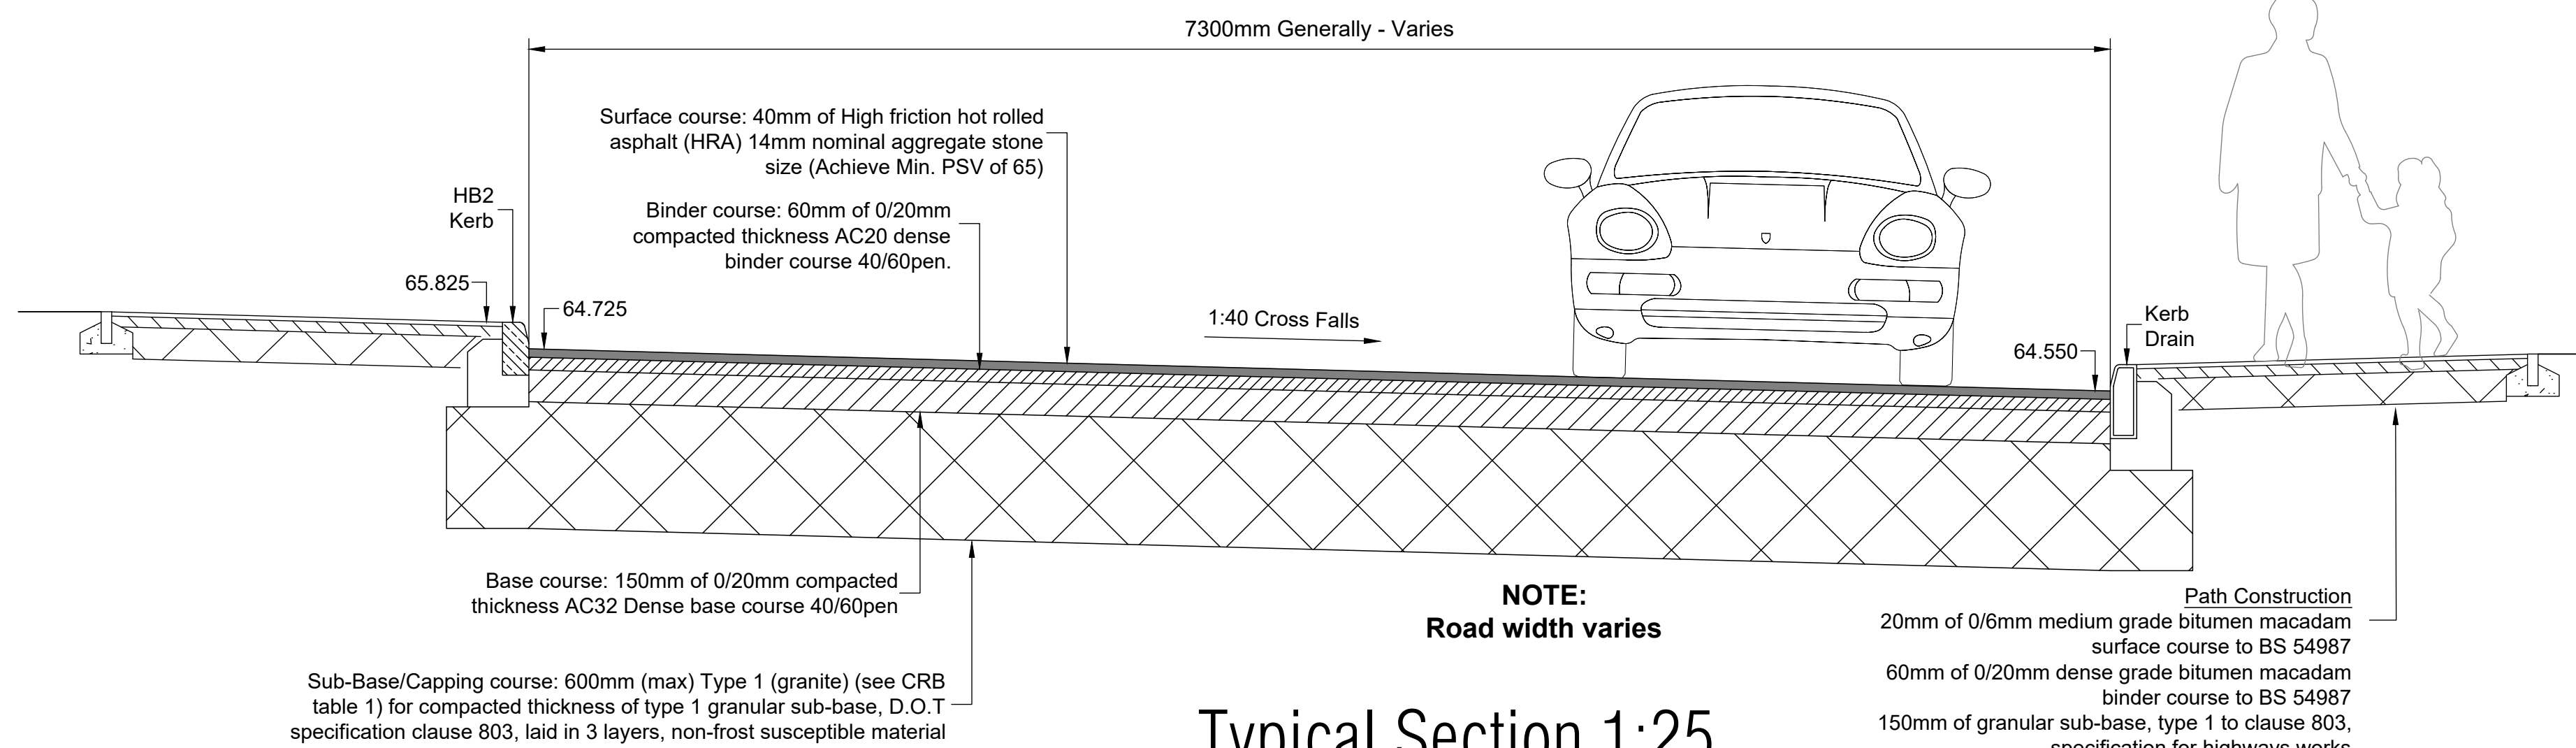 7300mm Generally - Varies
Surface course: 40mm of High friction hot rolled
asphalt (HRA) 14mm nominal aggregate stone
size (Achieve Min. PSV of 65)
HB2
Kerb
Binder course: 60mm of 0/20mm
compacted thickness AC20 dense
binder course 40/60pen.
65.825
64.725
1:40 Cross Falls
64.550
Kerb
Drain
Base course: 150mm of 0/20mm compacted
thickness AC32 Dense base course 40/60pen
Sub-Base/Capping course: 600mm (max) Type 1 (granite) (see CRB
table 1) for compacted thickness of type 1 granular sub-base, D.O.T
specification clause 803, laid in 3 layers, non-frost susceptible material
NOTE:
Road width varies
Typical Section 1:25
Path Construction
20mm of 0/6mm medium grade bitumen macadam
surface course to BS 54987
60mm of 0/20mm dense grade bitumen macadam
binder course to BS 54987
150mm of granular sub-base, type 1 to clause 803,
specification for highways works